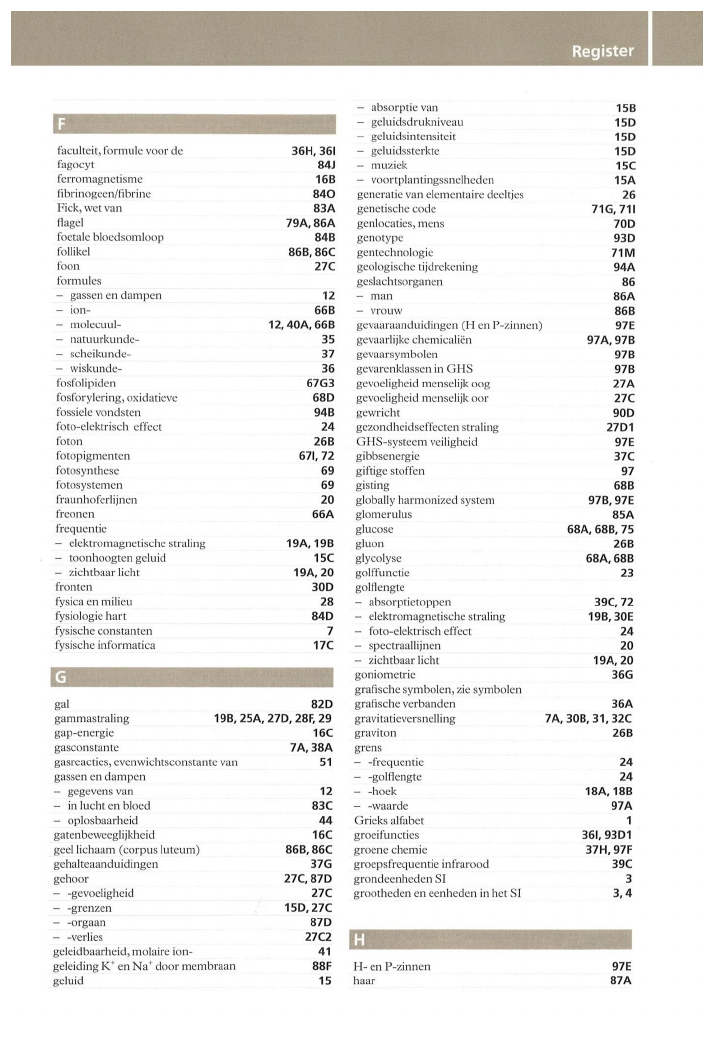 Register
F
faculteit, formule voor de 36H, 36I
fagocyt 84J
ferromagnetisme 16B
fibrinogeen/fibrine 84O
Fick, wet van 83A
flagel 79A, 86A
foetale bloedsomloop 84B
follikel 86B, 86C
foon 27C
formules
– gassen en dampen 12
– ion- 66B
– molecuul- 12, 40A, 66B
– natuurkunde- 35
– scheikunde- 37
– wiskunde- 36
fosfolipiden 67G3
fosforylering, oxidatieve 68D
fossiele vondsten 94B
foto-elektrisch effect 24
foton 26B
fotopigmenten 67I, 72
fotosynthese 69
fotosystemen 69
fraunhoferlijnen 20
freonen 66A
frequentie
– elektromagnetische straling 19A, 19B
– toonhoogten geluid 15C
– zichtbaar licht 19A, 20
fronten 30D
fysica en milieu 28
fysiologie hart 84D
fysische constanten 7
fysische informatica 17C
G
gal 82D
gammastraling 19B, 25A, 27D, 28F, 29
gap-energie 16C
gasconstante 7A, 38A
gasreacties, evenwichtsconstante van 51
gassen en dampen
– gegevens van 12
– in lucht en bloed 83C
– oplosbaarheid 44
gatenbeweeglijkheid 16C
geel lichaam (corpus luteum) 86B, 86C
gehalteaanduidingen 37G
gehoor 27C, 87D
– -gevoeligheid 27C
– -grenzen 15D, 27C
– -orgaan 87D
– -verlies 27C2
geleidbaarheid, molaire ion- 41
geleiding K⁺ en Na⁺ door membraan 88F
geluid 15
– absorptie van 15B
– geluidsdrukniveau 15D
– geluidsintensiteit 15D
– geluidssterkte 15D
– muziek 15C
– voortplantingssnelheden 15A
generatie van elementaire deeltjes 26
genetische code 71G, 71I
genlocaties, mens 70D
genotype 93D
gentechnologie 71M
geologische tijdrekening 94A
geslachtsorganen 86
– man 86A
– vrouw 86B
gevaaraanduidingen (H en P-zinnen) 97E
gevaarlijke chemicaliën 97A, 97B
gevaarsymbolen 97B
gevarenklassen in GHS 97B
gevoeligheid menselijk oog 27A
gevoeligheid menselijk oor 27C
gewricht 90D
gezondheidseffecten straling 27D1
GHS-systeem veiligheid 97E
gibbsenergie 37C
giftige stoffen 97
gisting 68B
globally harmonized system 97B, 97E
glomerulus 85A
glucose 68A, 68B, 75
gluon 26B
glycolyse 68A, 68B
golffunctie 23
golflengte
– absorptietoppen 39C, 72
– elektromagnetische straling 19B, 30E
– foto-elektrisch effect 24
– spectraallijnen 20
– zichtbaar licht 19A, 20
goniometrie 36G
grafische symbolen, zie symbolen
grafische verbanden 36A
gravitatieversnelling 7A, 30B, 31, 32C
graviton 26B
grens
– -frequentie 24
– -golflengte 24
– -hoek 18A, 18B
– -waarde 97A
Grieks alfabet 1
groeifuncties 36I, 93D1
groene chemie 37H, 97F
groepsfrequentie infrarood 39C
grondeenheden SI 3
grootheden en eenheden in het SI 3, 4
H
H- en P-zinnen 97E
haar 87A